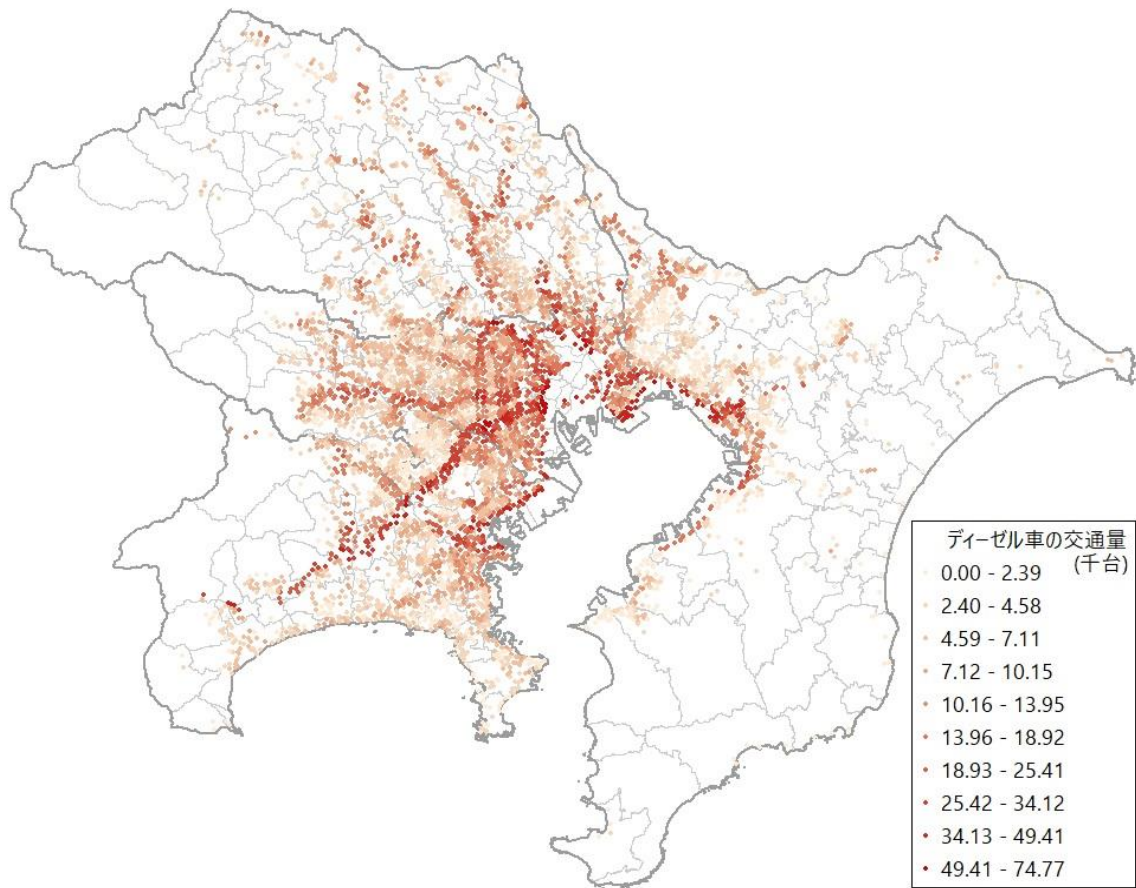 ディーゼル車の交通量
(千台)
0.00 - 2.39
2.40 - 4.58
4.59 - 7.11
7.12 - 10.15
10.16 - 13.95
13.96 - 18.92
18.93 - 25.41
25.42 - 34.12
34.13 - 49.41
49.41 - 74.77